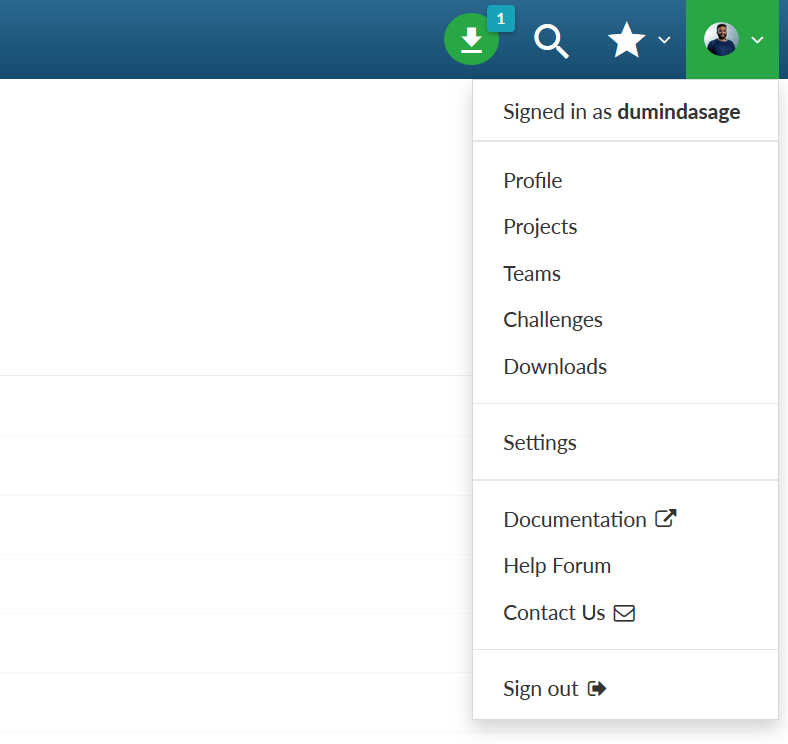 1
Signed in as dumindasage
Profile
Projects
Teams
Challenges
Downloads
Settings
Documentation
Help Forum
Contact Us
Sign out